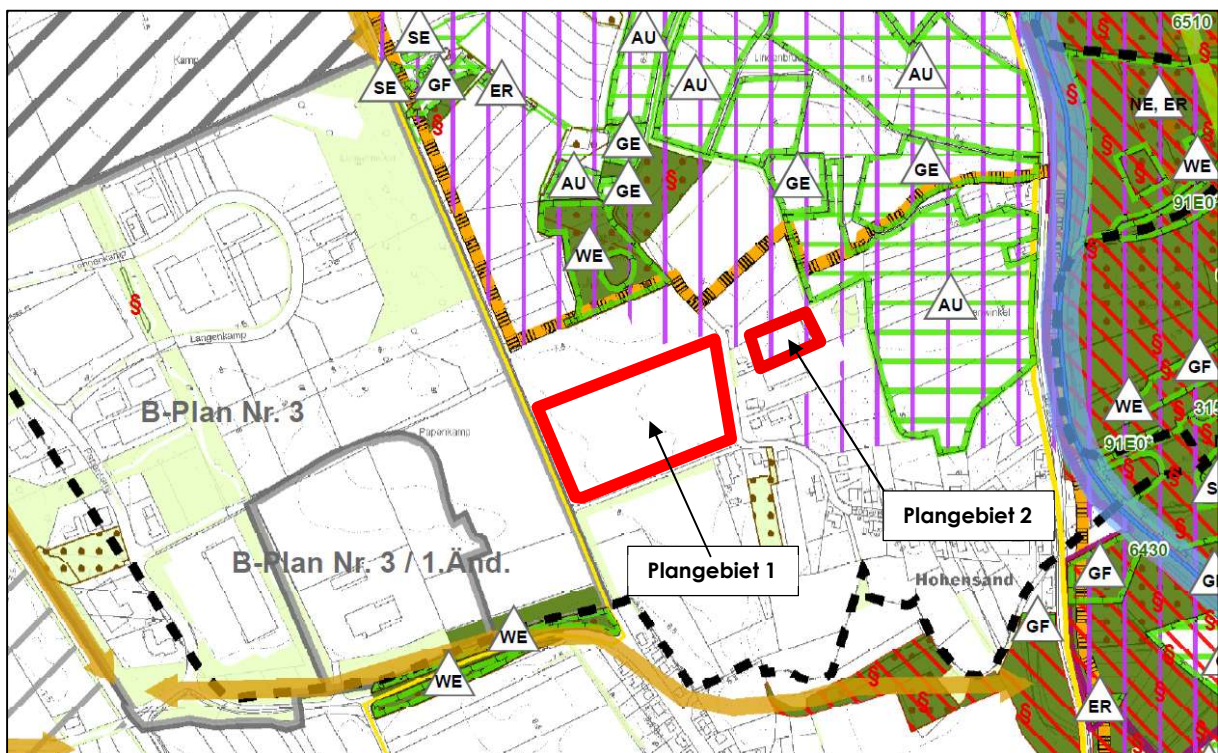 6510
SE
AU
Kamp
SE
GF
ER
AU
AU
§
§
NE, ER
§
GE
WE
AU
GE
§
GE
GE
§
91E0*
§
WE
Langenkamp
AU
§
§
GF
B-Plan Nr. 3
Papenkamp
WE
315
91E0*
§
Plangebiet 2
B-Plan Nr. 3 / 1.Änd.
Plangebiet 1
Hohensand
6430
GF
WE
GF
WE
§
§
ER
§